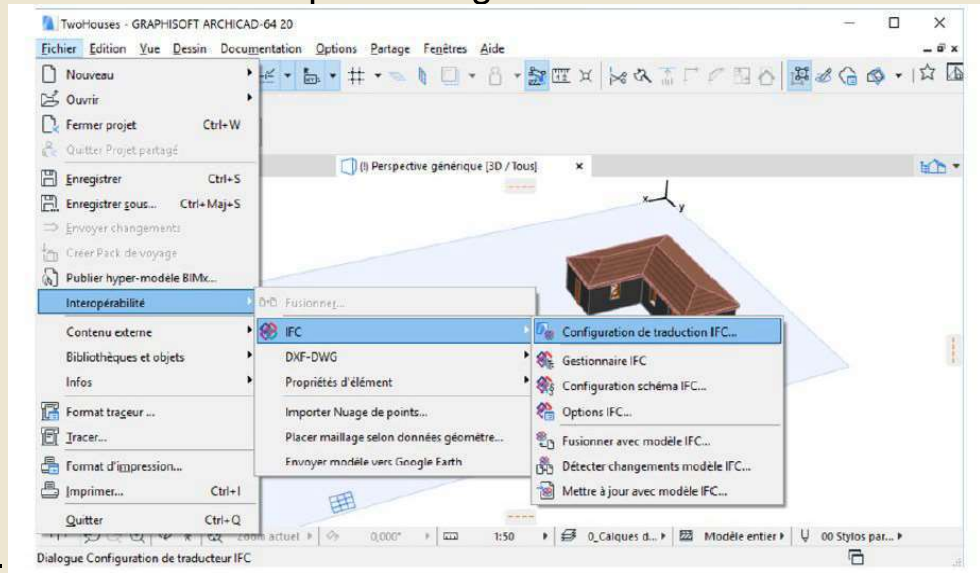 TwoHouses - GRAPHISOFT ARCHICAD-64 20
Fichier Edition Vue Dessin Documentation Options Partage Fenêtres Aide
Nouveau
Ouvrir
Fermer projet Ctrl+W
Quitter Projet partagé
(!) Perspective générique [3D / Tous]
Enregistrer Ctrl+S
Enregistrer sous... Ctrl+Maj+S
Envoyer changements
Créer Pack de voyage
Publier hyper-modèle BIMx...
Interopérabilité
Contenu externe
Bibliothèques et objets
Infos
Format traceur ...
Tracer...
Format d'impression...
Imprimer... Ctrl+I
Quitter Ctrl+Q
Fusionner...
IFC
DXF-DWG
Propriétés d'élément
Importer Nuage de points...
Placer maillage selon données géomètre...
Envoyer modèle vers Google Earth
Configuration de traduction IFC...
Gestionnaire IFC
Configuration schéma IFC...
Options IFC...
Fusionner avec modèle IFC...
Détecter changements modèle IFC...
Mettre à jour avec modèle IFC...
x y
actuel 0,000° 1:50 0_Calques d... Modèle entier 00 Stylos par...
Dialogue Configuration de traducteur IFC